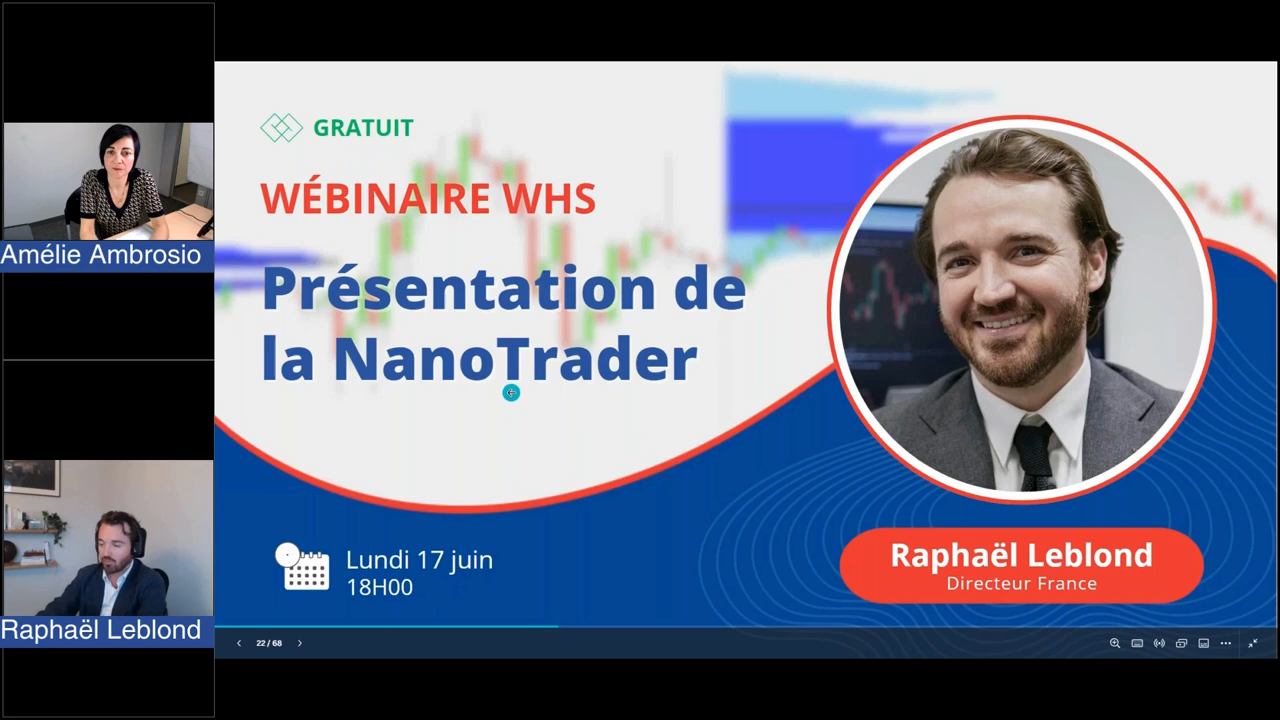 Amélie Ambrosio
Raphaël Leblond
GRATUIT
WÉBINAIRE WHS
Présentation de
la NanoTrader
Lundi 17 juin
18H00
Raphaël Leblond
Directeur France
22 / 68